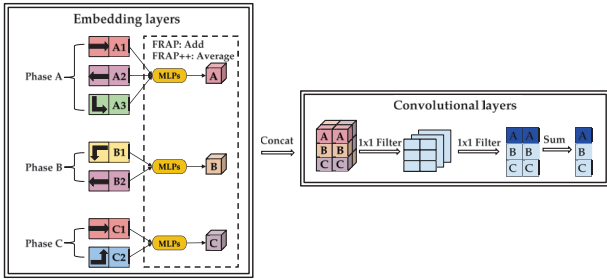 Embedding layers
FRAP: Add
FRAP++: Average
Phase A
A1
A2
A3
MLPs
A
Phase B
B1
B2
MLPs
B
Phase C
C1
C2
MLPs
C
Concat
Convolutional layers
A A
B B
C C
1x1 Filter
1x1 Filter
A A
B B
C C
Sum
A
B
C